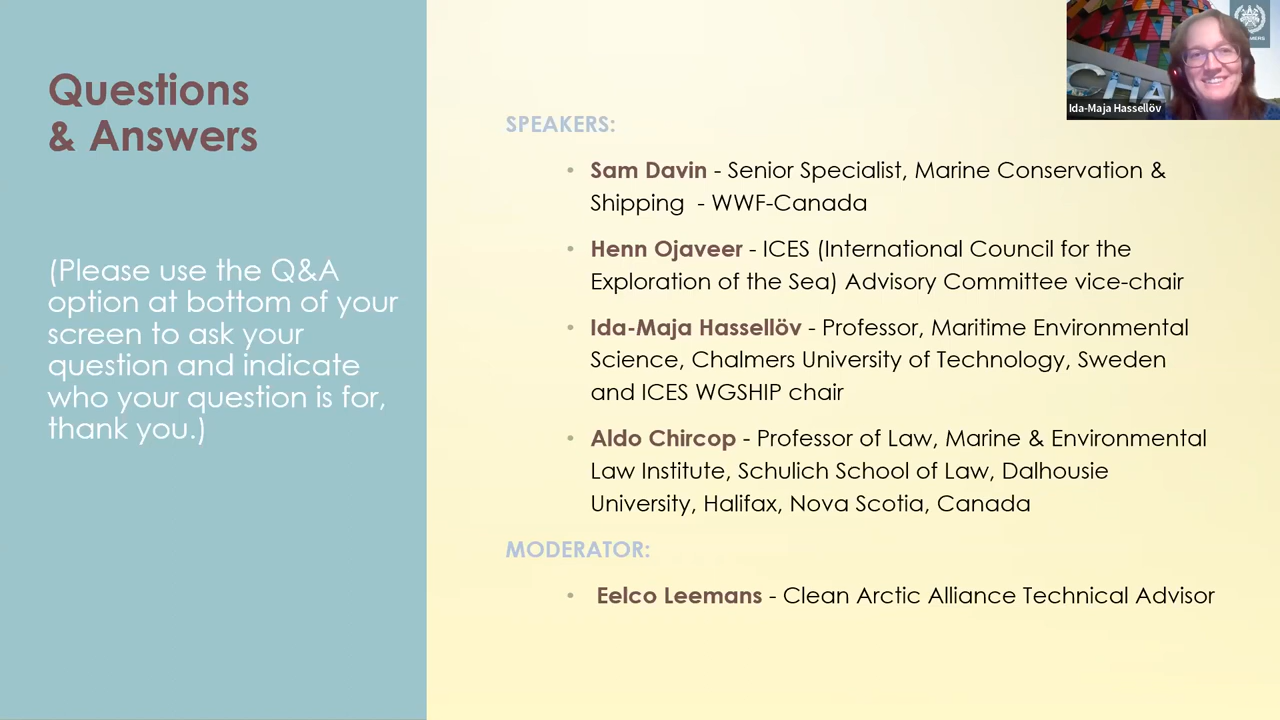 Questions
& Answers
(Please use the Q&A
option at bottom of your
screen to ask your
question and indicate
who your question is for,
thank you.)
SPEAKERS:
• Sam Davin - Senior Specialist, Marine Conservation &
Shipping - WWF-Canada
• Henn Ojaveer - ICES (International Council for the
Exploration of the Sea) Advisory Committee vice-chair
• Ida-Maja Hassellöv - Professor, Maritime Environmental
Science, Chalmers University of Technology, Sweden
and ICES WGSHIP chair
• Aldo Chircop - Professor of Law, Marine & Environmental
Law Institute, Schulich School of Law, Dalhousie
University, Halifax, Nova Scotia, Canada
MODERATOR:
• Eelco Leemans - Clean Arctic Alliance Technical Advisor
CHA
Ida-Maja Hassellöv